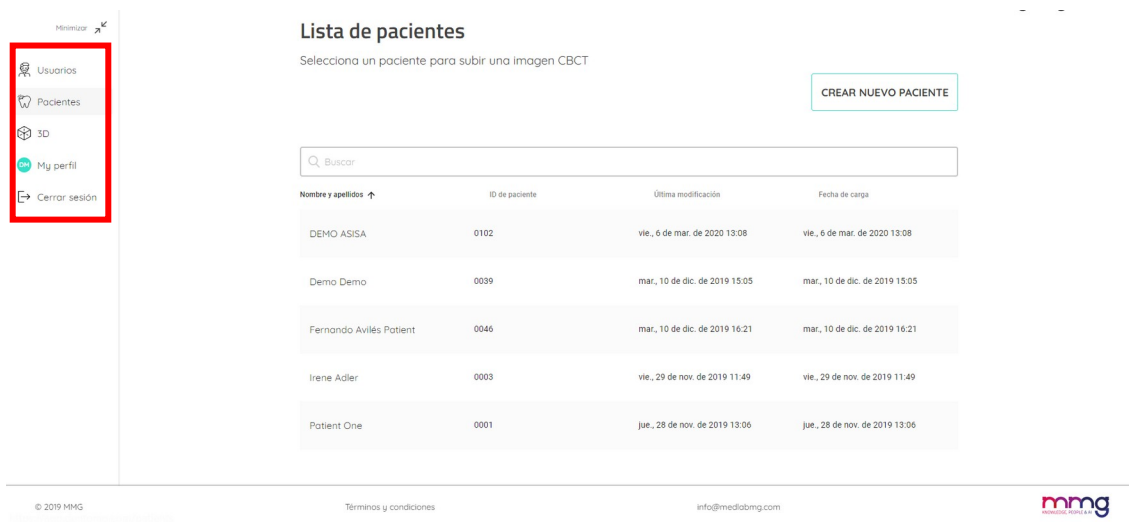 Minimizar
Usuarios
Pacientes
3D
OM My perfil
Cerrar sesión
Lista de pacientes
Selecciona un paciente para subir una imagen CBCT
CREAR NUEVO PACIENTE
Buscar
Nombre y apellidos ID de paciente Última modificación Fecha de carga
DEMO ASISA 0102 vie., 6 de mar. de 2020 13:08 vie., 6 de mar. de 2020 13:08
Demo Demo 0039 mar., 10 de dic. de 2019 15:05 mar., 10 de dic. de 2019 15:05
Fernando Avilés Patient 0046 mar., 10 de dic. de 2019 16:21 mar., 10 de dic. de 2019 16:21
Irene Adler 0003 vie., 29 de nov. de 2019 11:49 vie., 29 de nov. de 2019 11:49
Patient One 0001 jue., 28 de nov. de 2019 13:06 jue., 28 de nov. de 2019 13:06
© 2019 MMG Términos y condiciones info@medlabmg.com mmg
KNOWLEDGE, PEOPLE & AI